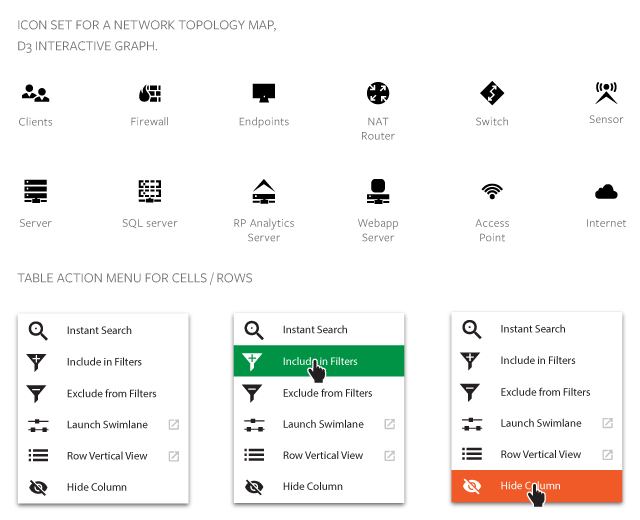 ICON SET FOR A NETWORK TOPOLOGY MAP,
D3 INTERACTIVE GRAPH.
Clients
Firewall
Endpoints
NAT
Router
Switch
Sensor
Server
SQL server
RP Analytics
Server
Webapp
Server
Access
Point
Internet
TABLE ACTION MENU FOR CELLS / ROWS
Instant Search
Include in Filters
Exclude from Filters
Launch Swimlane
Row Vertical View
Hide Column
Instant Search
Include in Filters
Exclude from Filters
Launch Swimlane
Row Vertical View
Hide Column
Instant Search
Include in Filters
Exclude from Filters
Launch Swimlane
Row Vertical View
Hide Column